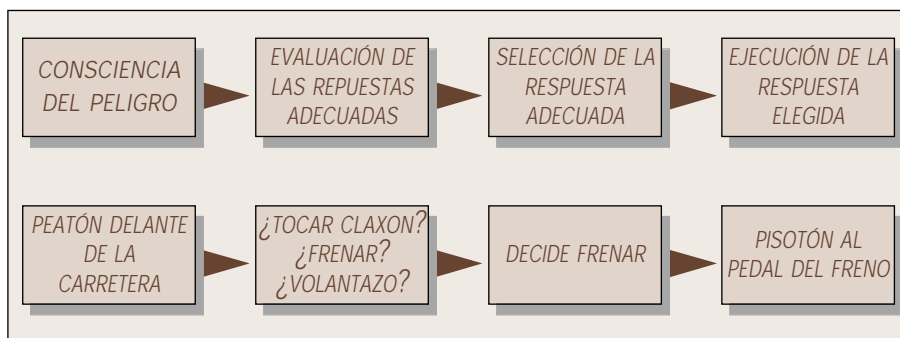 CONSCIENCIA
DEL PELIGRO
EVALUACIÓN DE
LAS REPUESTAS
ADECUADAS
SELECCIÓN DE LA
RESPUESTA
ADECUADA
EJECUCIÓN DE LA
RESPUESTA
ELEGIDA
PEATÓN DELANTE
DE LA
CARRETERA
¿TOCAR CLAXON?
¿FRENAR?
¿VOLANTAZO?
DECIDE FRENAR
PISOTÓN AL
PEDAL DEL FRENO